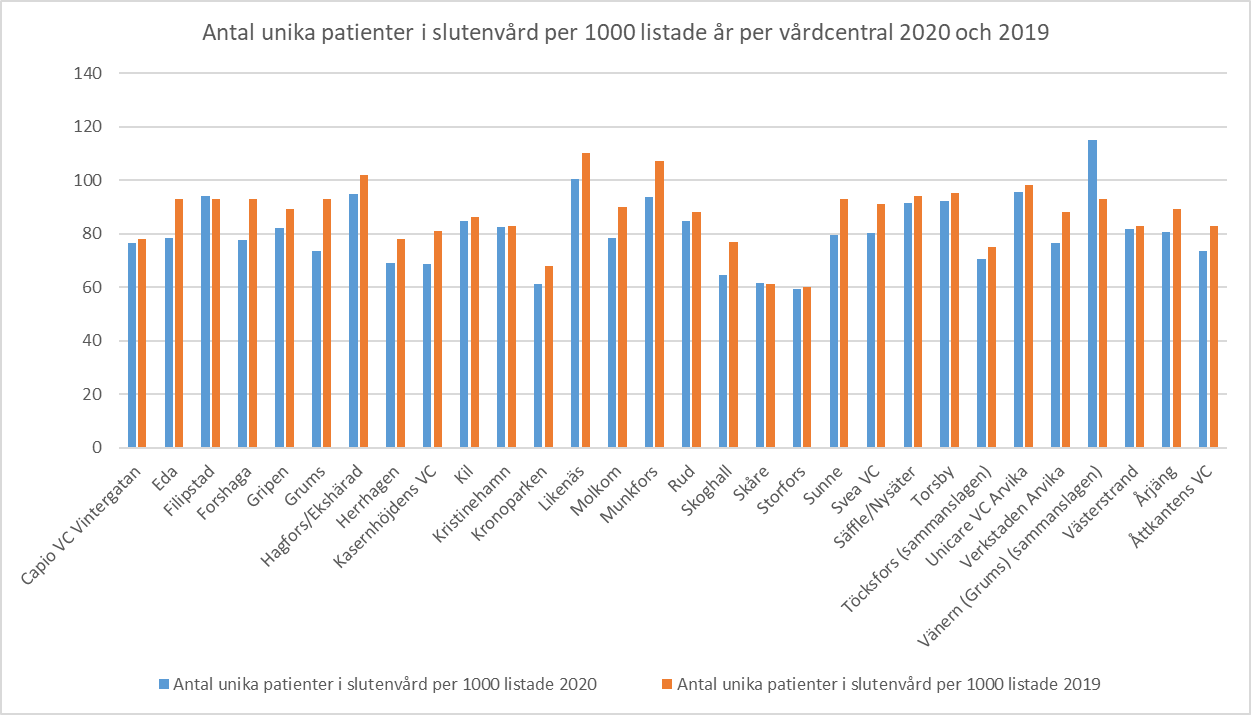 Antal unika patienter i slutenvård per 1000 listade år per vårdcentral 2020 och 2019
140
120
100
80
60
40
20
0
Capio VC Vintergatan
Eda
Filipstad
Forshaga
Gripen
Grums
Hagfors/Ekshärad
Herrhagen
Kasernhöjdens VC
Kil
Kristinehamn
Kronoparken
Likenäs
Molkom
Munkfors
Rud
Skoghall
Skåre
Storfors
Sunne
Svea VC
Säffle/Nysäter
Torsby
Töcksfors (sammanslagen)
Unicare VC Arvika
Verkstaden Arvika
Vänern (Grums) (sammanslagen)
Västerstrand
Årjäng
Åttkantens VC
Antal unika patienter i slutenvård per 1000 listade 2020
Antal unika patienter i slutenvård per 1000 listade 2019